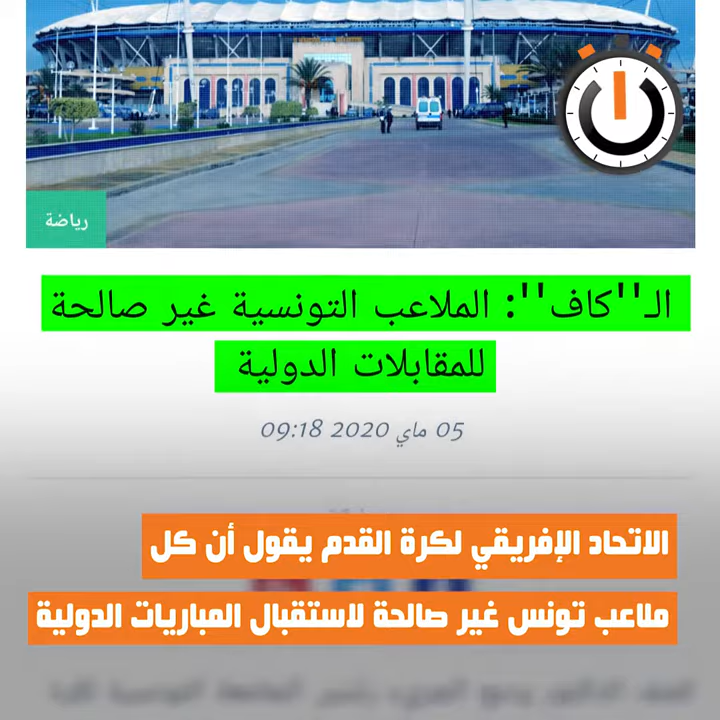 رياضة
الـ''كاف'': الملاعب التونسية غير صالحة
للمقابلات الدولية
05 ماي 2020 09:18
الاتحاد الإفريقي لكرة القدم يقول أن كل
ملاعب تونس غير صالحة لاستقبال المباريات الدولية